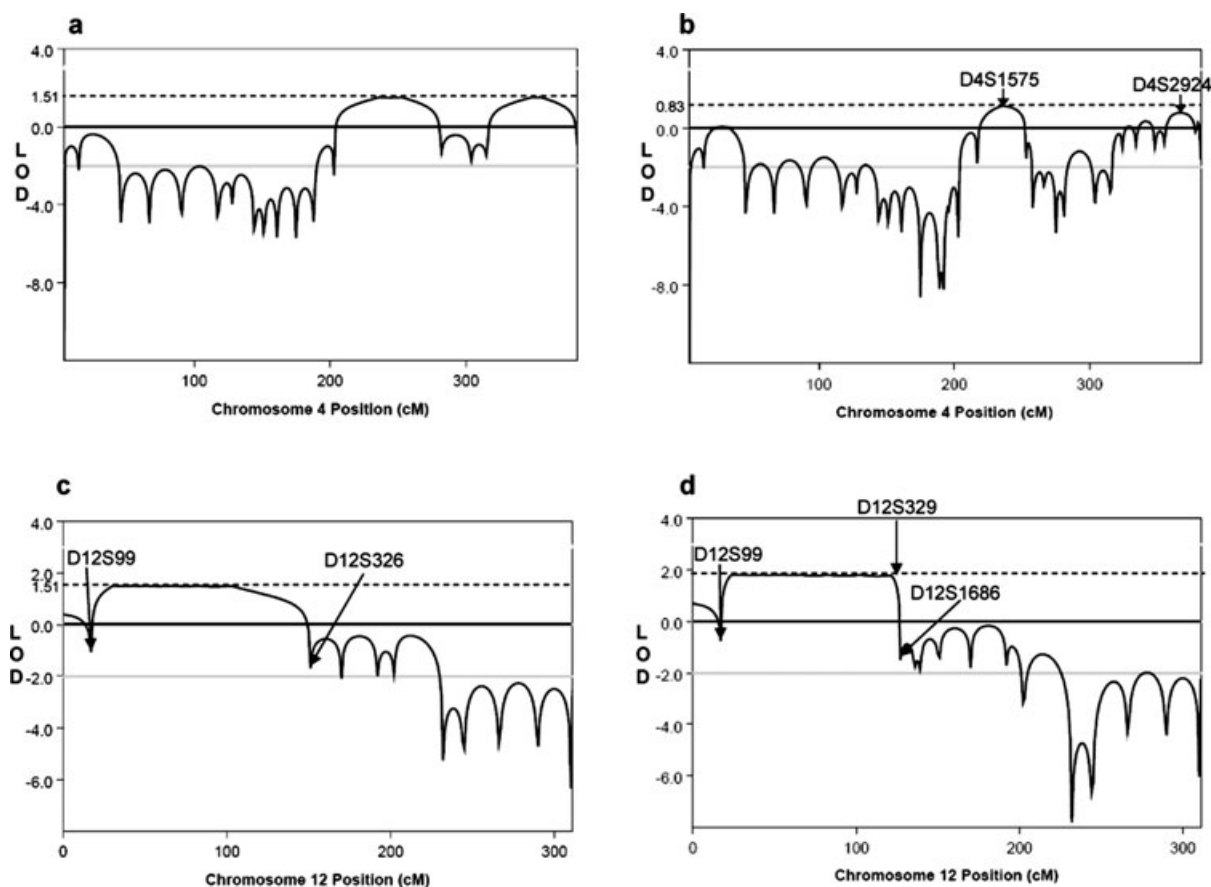 a
4.0
1.51
0.0
-4.0
-8.0
LOD
100
200
300
Chromosome 4 Position (cM)
b
4.0
0.83
0.0
-4.0
-8.0
LOD
D4S1575
D4S2924
100
200
300
Chromosome 4 Position (cM)
c
4.0
2.0
1.51
0.0
-2.0
-4.0
-6.0
LOD
D12S99
D12S326
0
100
200
300
Chromosome 12 Position (cM)
d
4.0
2.0
0.0
-2.0
-4.0
-6.0
LOD
D12S99
D12S329
D12S1686
0
100
200
300
Chromosome 12 Position (cM)